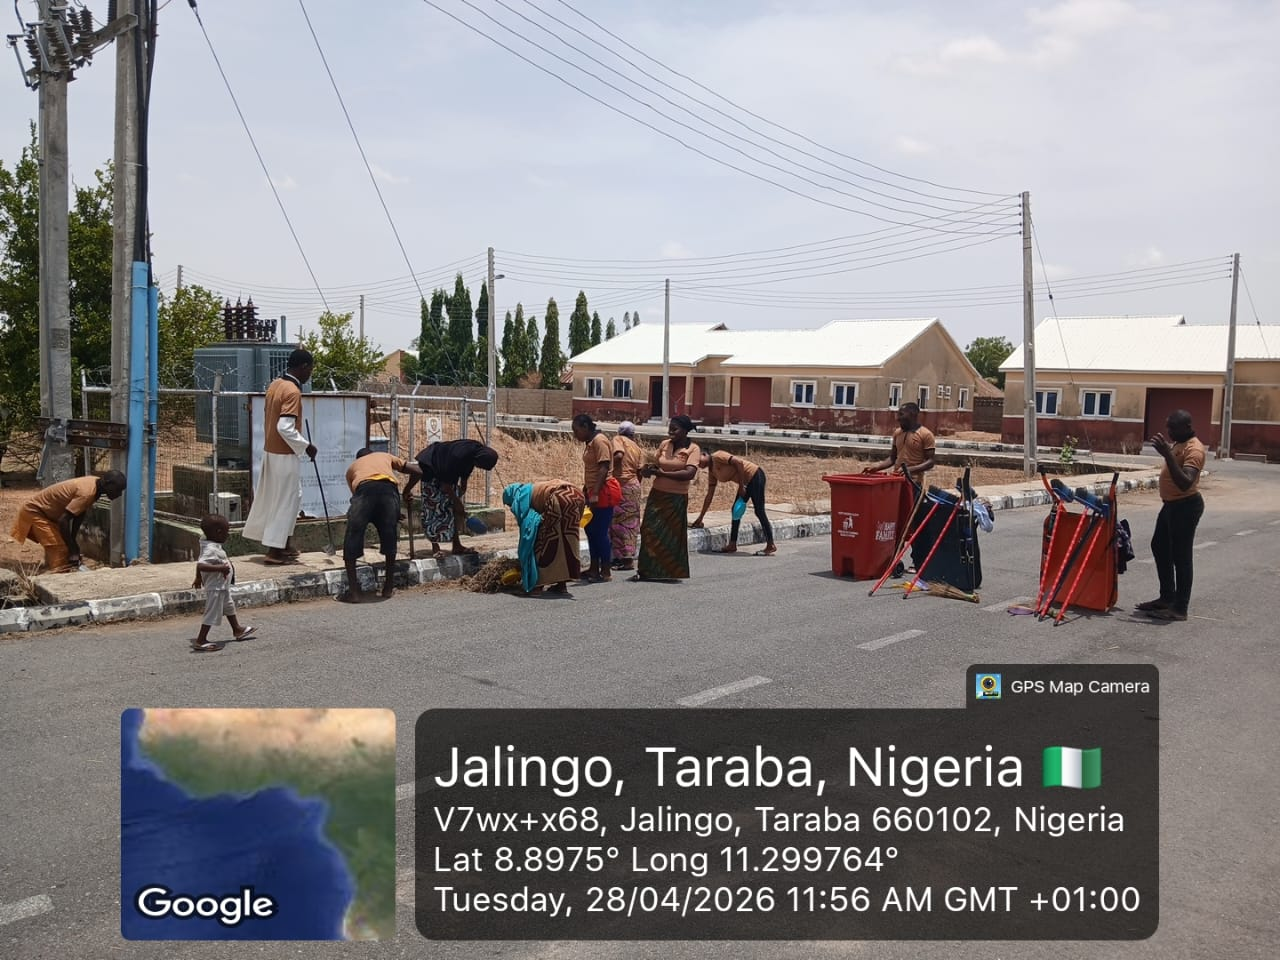 GPS Map Camera
Jalingo, Taraba, Nigeria
V7wx+x68, Jalingo, Taraba 660102, Nigeria
Lat 8.8975° Long 11.299764°
Tuesday, 28/04/2026 11:56 AM GMT +01:00
Google